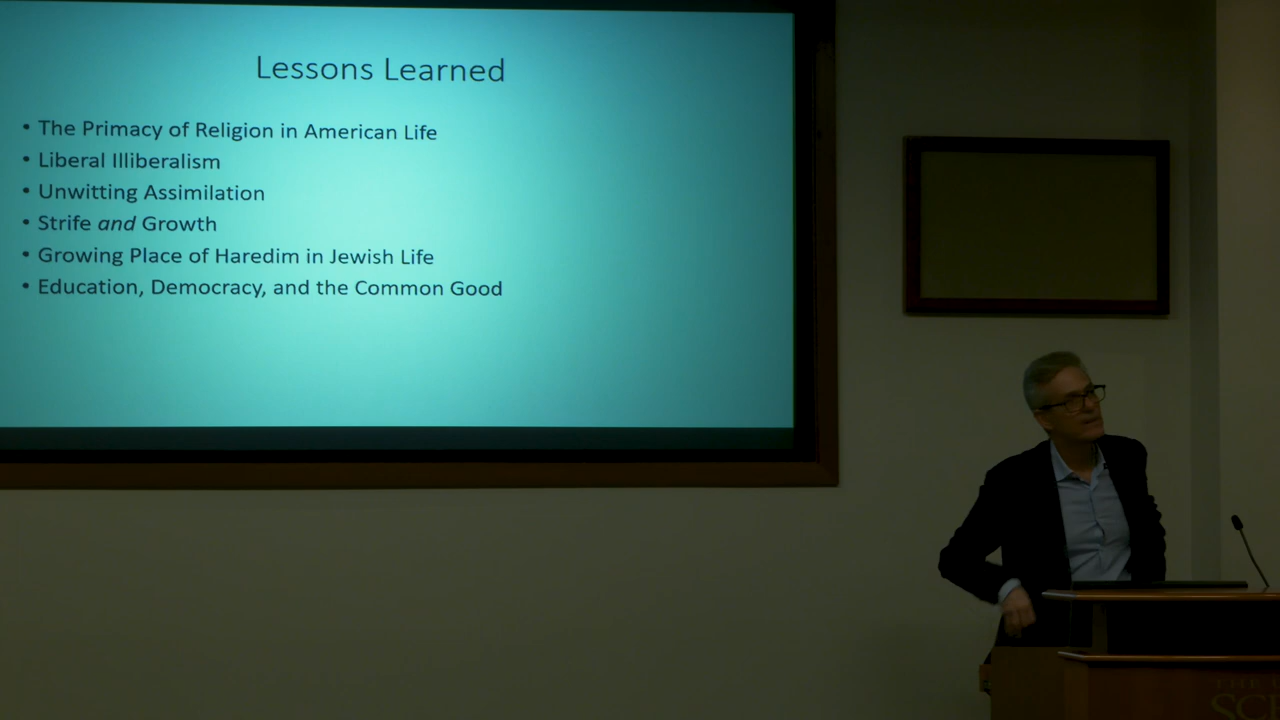 Lessons Learned
• The Primacy of Religion in American Life
• Liberal Illiberalism
• Unwitting Assimilation
• Strife and Growth
• Growing Place of Haredim in Jewish Life
• Education, Democracy, and the Common Good
THE